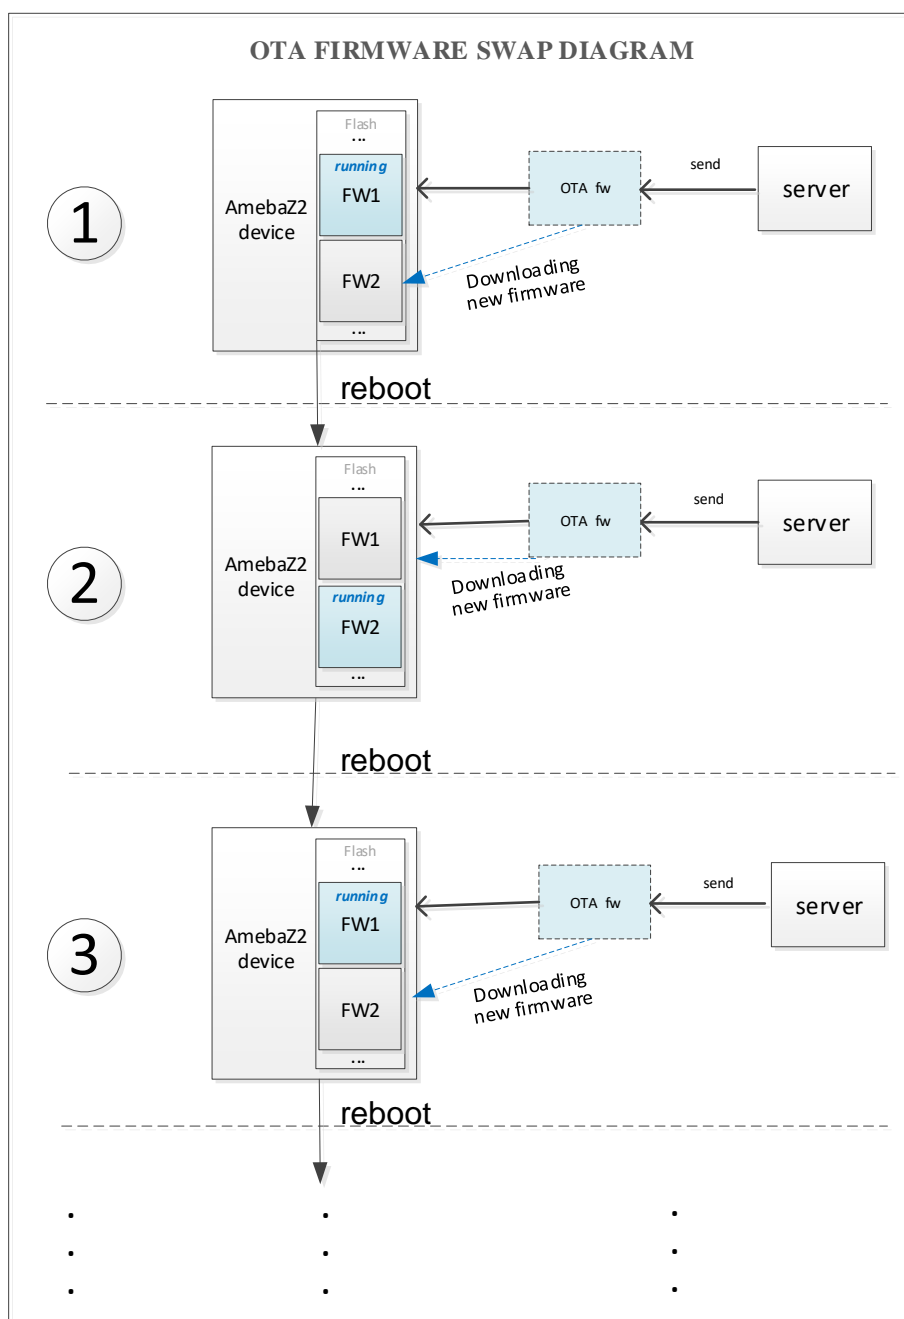 OTA FIRMWARE SWAP DIAGRAM
1
AmebaZ2
device
Flash
...
running
FW1
FW2
...
OTA fw
send
server
Downloading
new firmware
reboot
2
AmebaZ2
device
Flash
...
FW1
running
FW2
...
OTA fw
send
server
Downloading
new firmware
reboot
3
AmebaZ2
device
Flash
...
running
FW1
FW2
...
OTA fw
send
server
Downloading
new firmware
reboot